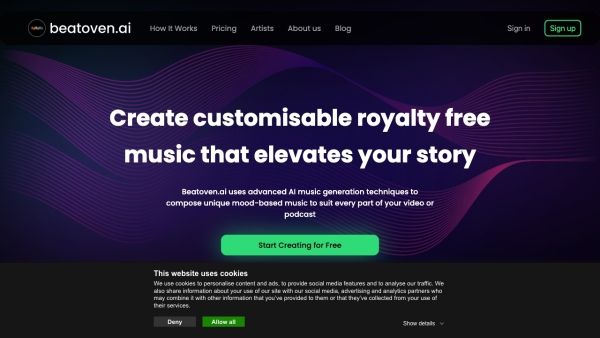 beatoven.ai How It Works Pricing Artists About us Blog Sign in Sign up
Create customisable royalty free
music that elevates your story
Beatoven.ai uses advanced AI music generation techniques to
compose unique mood-based music to suit every part of your video or
podcast
Start Creating for Free
This website uses cookies
We use cookies to personalise content and ads, to provide social media features and to analyse our traffic. We
also share information about your use of our site with our social media, advertising and analytics partners who
may combine it with other information that you've provided to them or that they've collected from your use of
their services.
Deny Allow all Show details